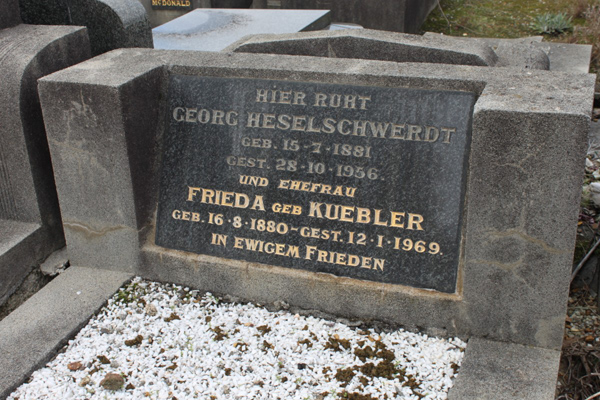 McDONALD
HIER RUHT
GEORG HESELSCHWERDT
GEB. 15-7-1881
GEST. 28-10-1956.
UND EHEFRAU
FRIEDA GEB KUEBLER
GEB. 16-8-1880-GEST. 12-1-1969.
IN EWIGEM FRIEDEN